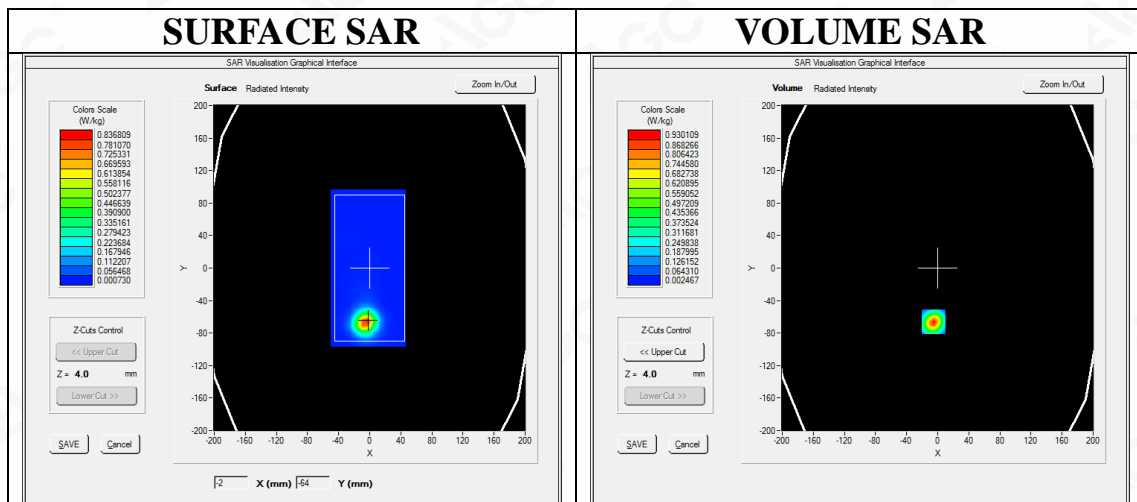 SURFACE SAR
SAR Visualisation Graphical Interface
Surface Radiated Intensity
Zoom In/Out
Colors Scale
(W/kg)
0.836809
0.781070
0.725331
0.669593
0.613854
0.558116
0.502377
0.446639
0.390900
0.335161
0.279423
0.223684
0.167946
0.112207
0.056468
0.000730
Z-Cuts Control
<< Upper Cut
Z = 4.0 mm
Lower Cut >>
SAVE Cancel
200
160
120
80
40
0
-40
-80
-120
-160
-200
Y
-200 -160 -120 -80 -40 0 40 80 120 160 200
X
-2 X (mm) -64 Y (mm)
VOLUME SAR
SAR Visualisation Graphical Interface
Volume Radiated Intensity
Zoom In/Out
Colors Scale
(W/kg)
0.930109
0.868266
0.806423
0.744580
0.682738
0.620895
0.559052
0.497209
0.435366
0.373524
0.311681
0.249838
0.187995
0.126152
0.064310
0.002467
Z-Cuts Control
<< Upper Cut
Z = 4.0 mm
Lower Cut >>
SAVE Cancel
200
160
120
80
40
0
-40
-80
-120
-160
-200
Y
-200 -160 -120 -80 -40 0 40 80 120 160 200
X